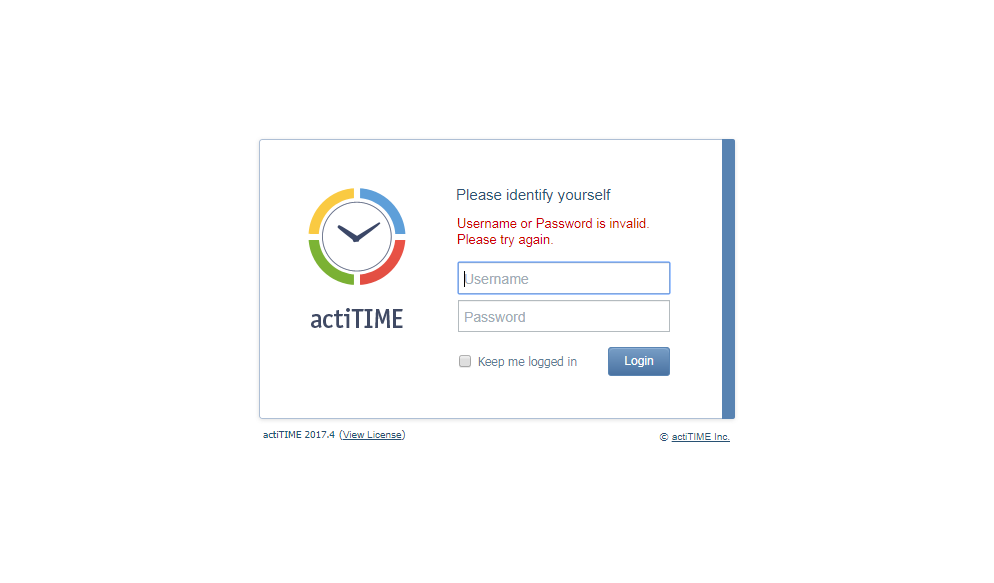 Please identify yourself
Username or Password is invalid.
Please try again.
Username
Password
actiTIME
Keep me logged in
Login
actiTIME 2017.4 (View License)
© actiTIME Inc.